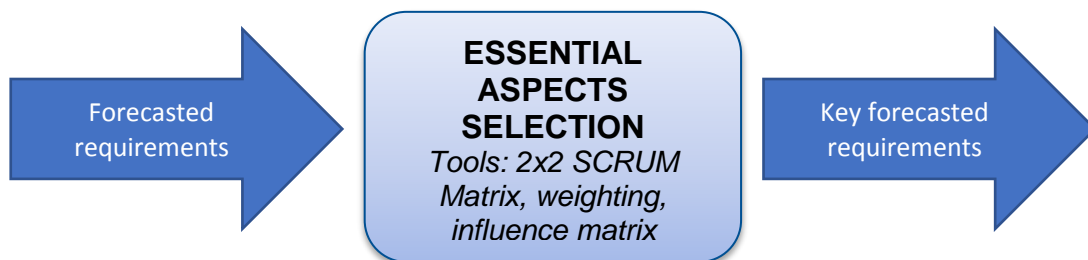 Forecasted
requirements
ESSENTIAL
ASPECTS
SELECTION
Tools: 2x2 SCRUM
Matrix, weighting,
influence matrix
Key forecasted
requirements